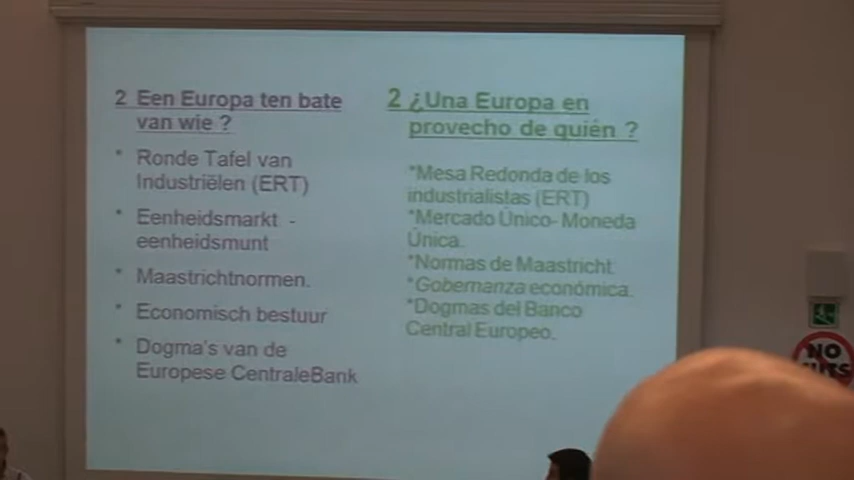 2 Een Europa ten bate
van wie ?
* Ronde Tafel van
Industriëlen (ERT)
* Eenheidsmarkt -
eenheidsmunt
* Maastrichtnormen.
* Economisch bestuur
* Dogma's van de
Europese CentraleBank
2 ¿Una Europa en
provecho de quién ?
*Mesa Redonda de los
industrialistas (ERT)
*Mercado Único- Moneda
Única.
*Normas de Maastricht.
*Gobernanza económica.
*Dogmas del Banco
Central Europeo.
NO